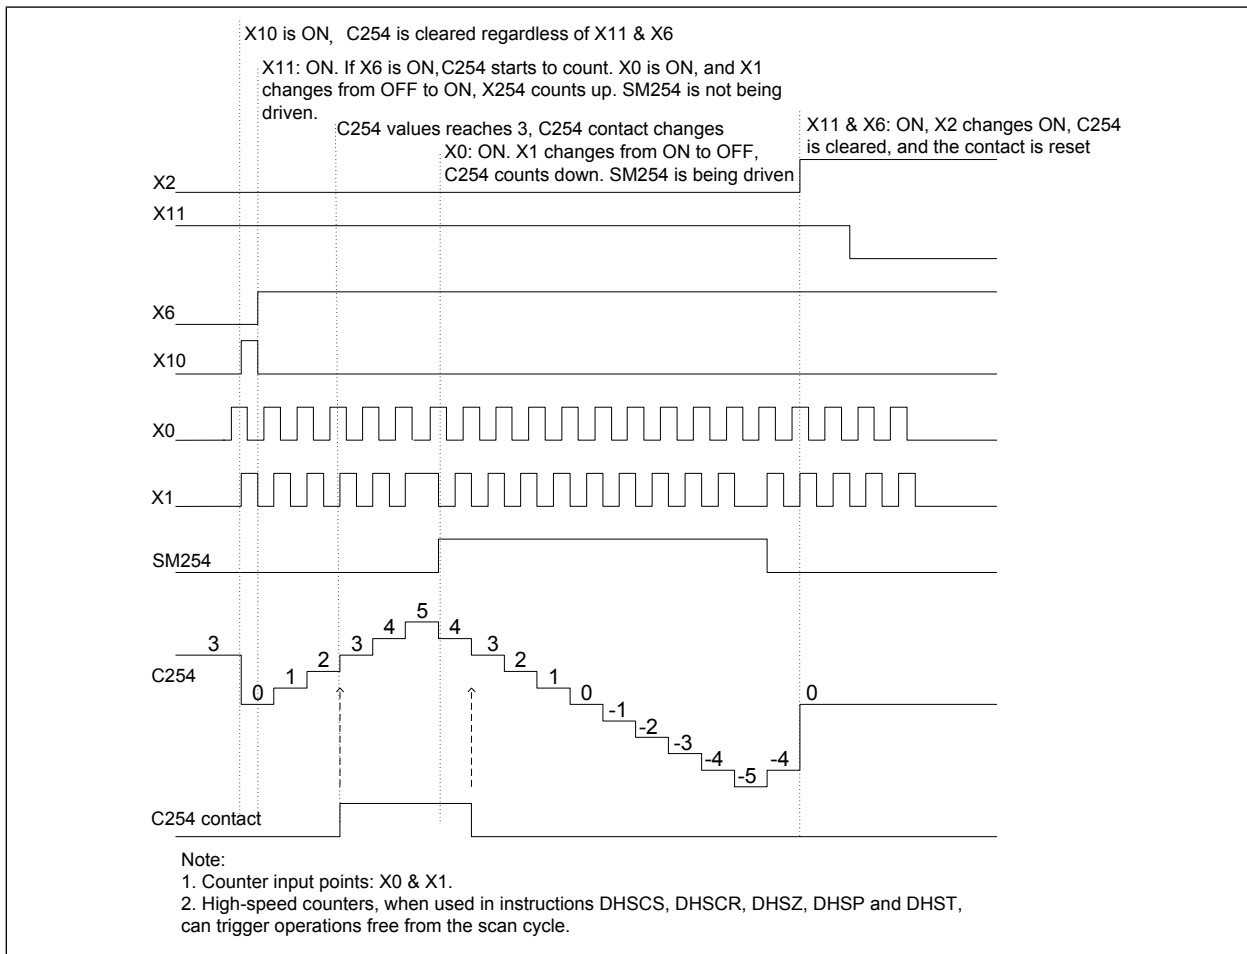 X10 is ON, C254 is cleared regardless of X11 & X6
X11: ON. If X6 is ON, C254 starts to count. X0 is ON, and X1
changes from OFF to ON, X254 counts up. SM254 is not being
driven.
C254 values reaches 3, C254 contact changes
X0: ON. X1 changes from ON to OFF,
C254 counts down. SM254 is being driven
X11 & X6: ON, X2 changes ON, C254
is cleared, and the contact is reset
X2
X11
X6
X10
X0
X1
SM254
C254
3
0
1
2
3
4
5
4
3
2
1
0
-1
-2
-3
-4
-5
-4
0
C254 contact
Note:
1. Counter input points: X0 & X1.
2. High-speed counters, when used in instructions DHSCS, DHSCR, DHSZ, DHSP and DHST,
can trigger operations free from the scan cycle.